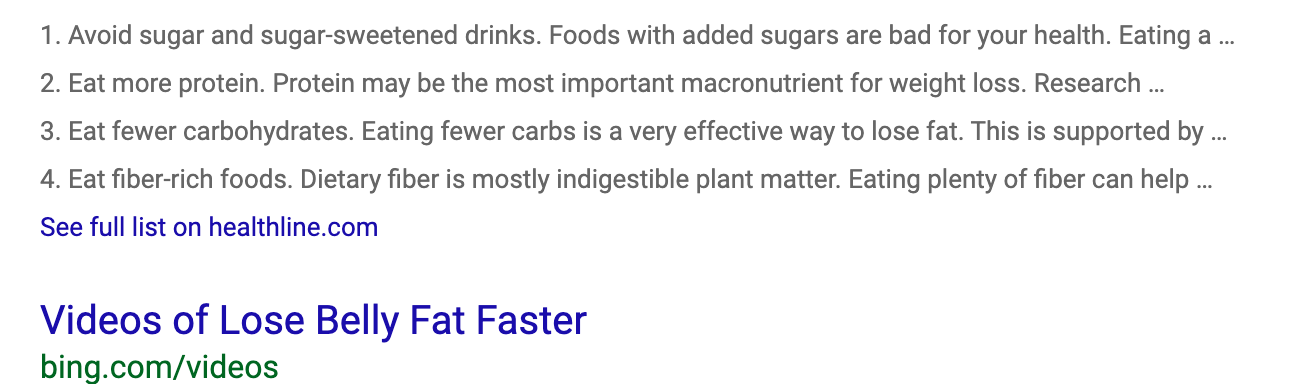 1. Avoid sugar and sugar-sweetened drinks. Foods with added sugars are bad for your health. Eating a ...
2. Eat more protein. Protein may be the most important macronutrient for weight loss. Research ...
3. Eat fewer carbohydrates. Eating fewer carbs is a very effective way to lose fat. This is supported by ...
4. Eat fiber-rich foods. Dietary fiber is mostly indigestible plant matter. Eating plenty of fiber can help ...
See full list on healthline.com
Videos of Lose Belly Fat Faster
bing.com/videos